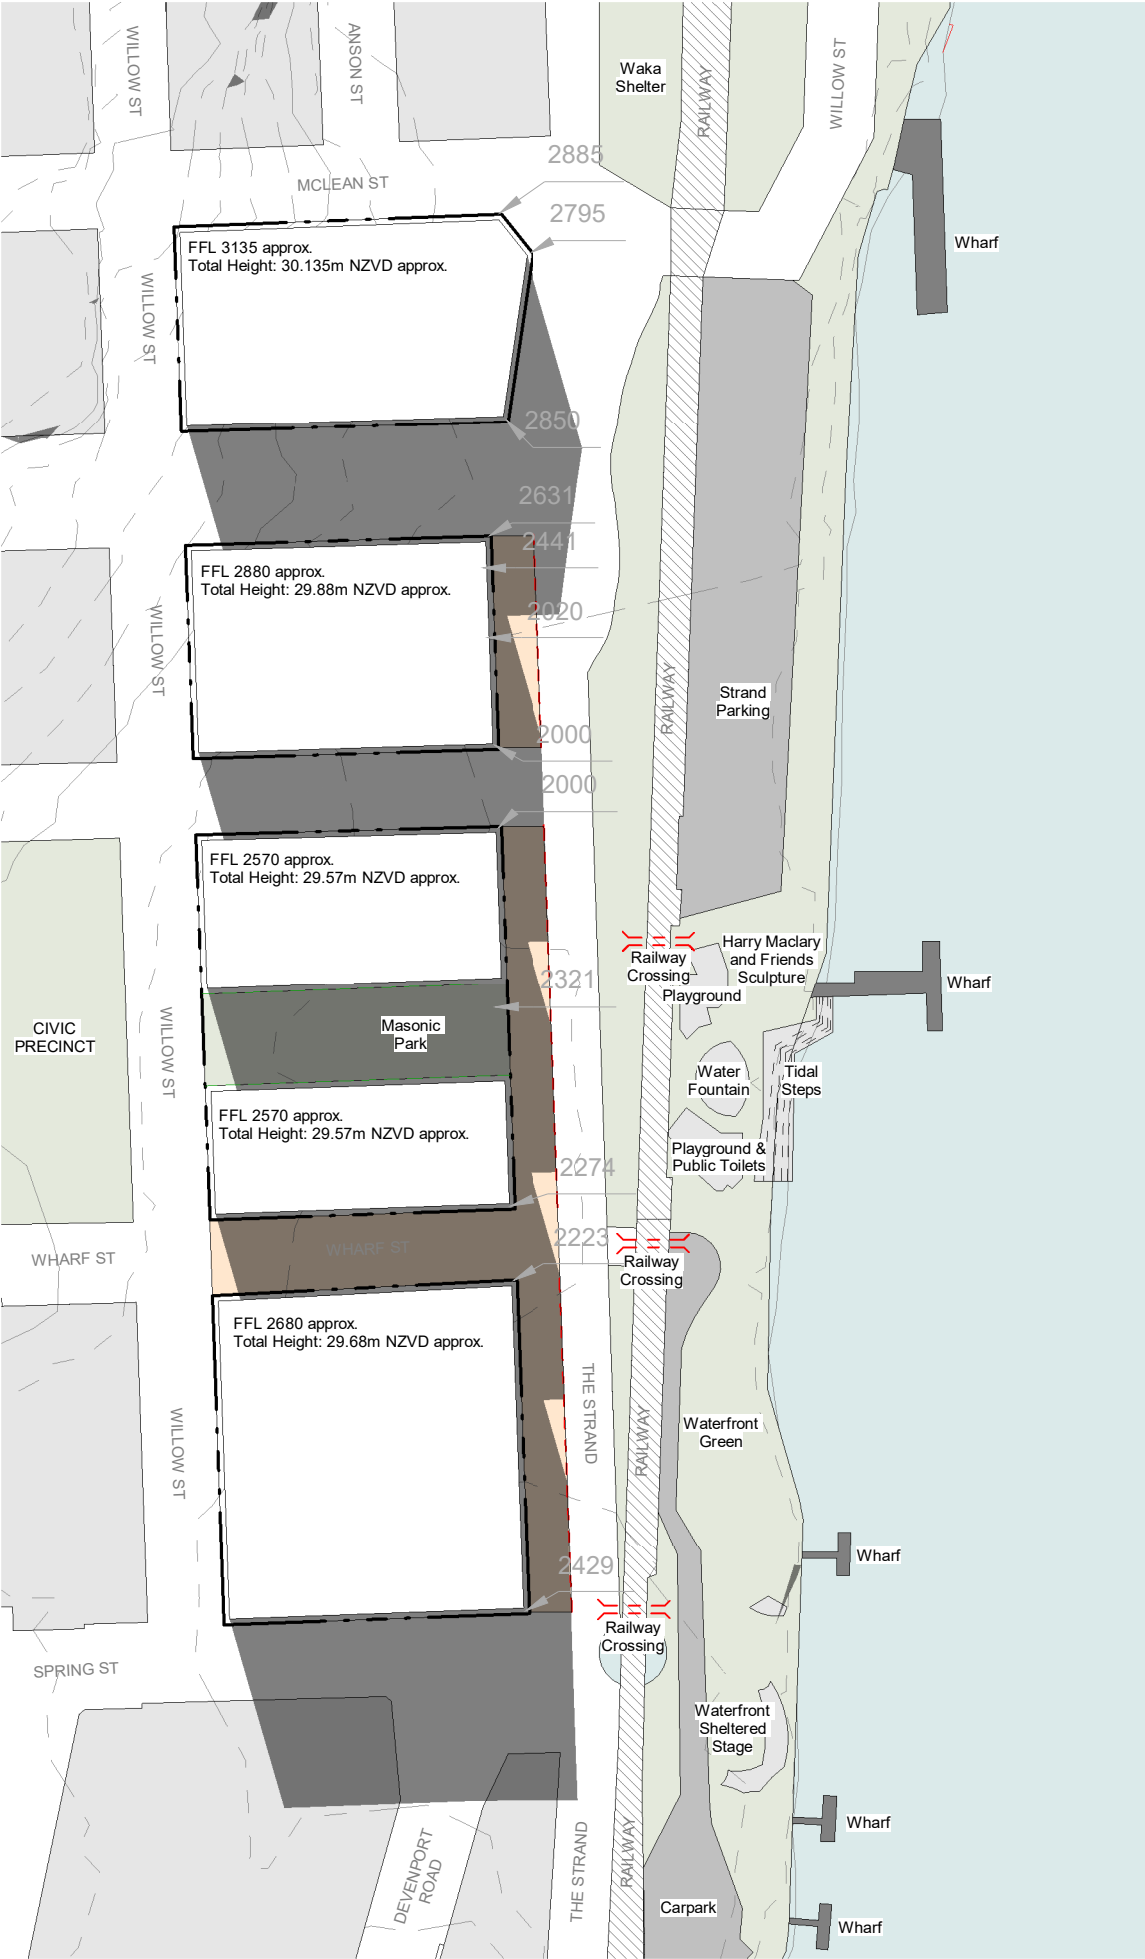 WILLOW ST
ANSON ST
Waka
Shelter
RAILWAY
WILLOW ST
2885
MCLEAN ST
2795
Wharf
FFL 3135 approx.
Total Height: 30.135m NZVD approx.
WILLOW ST
2850
2631
2441
FFL 2880 approx.
Total Height: 29.88m NZVD approx.
2020
WILLOW ST
RAILWAY
Strand
Parking
2000
2000
FFL 2570 approx.
Total Height: 29.57m NZVD approx.
Harry Maclary
and Friends
Sculpture
Railway
Crossing
Playground
2321
Wharf
CIVIC
PRECINCT
WILLOW ST
Masonic
Park
Water
Fountain
Tidal
Steps
FFL 2570 approx.
Total Height: 29.57m NZVD approx.
Playground &
Public Toilets
2274
2223
WHARF ST
WHARF ST
Railway
Crossing
FFL 2680 approx.
Total Height: 29.68m NZVD approx.
WILLOW ST
THE STRAND
RAILWAY
Waterfront
Green
2429
Wharf
Railway
Crossing
SPRING ST
Waterfront
Sheltered
Stage
Wharf
DEVENPORT
ROAD
THE STRAND
RAILWAY
Carpark
Wharf